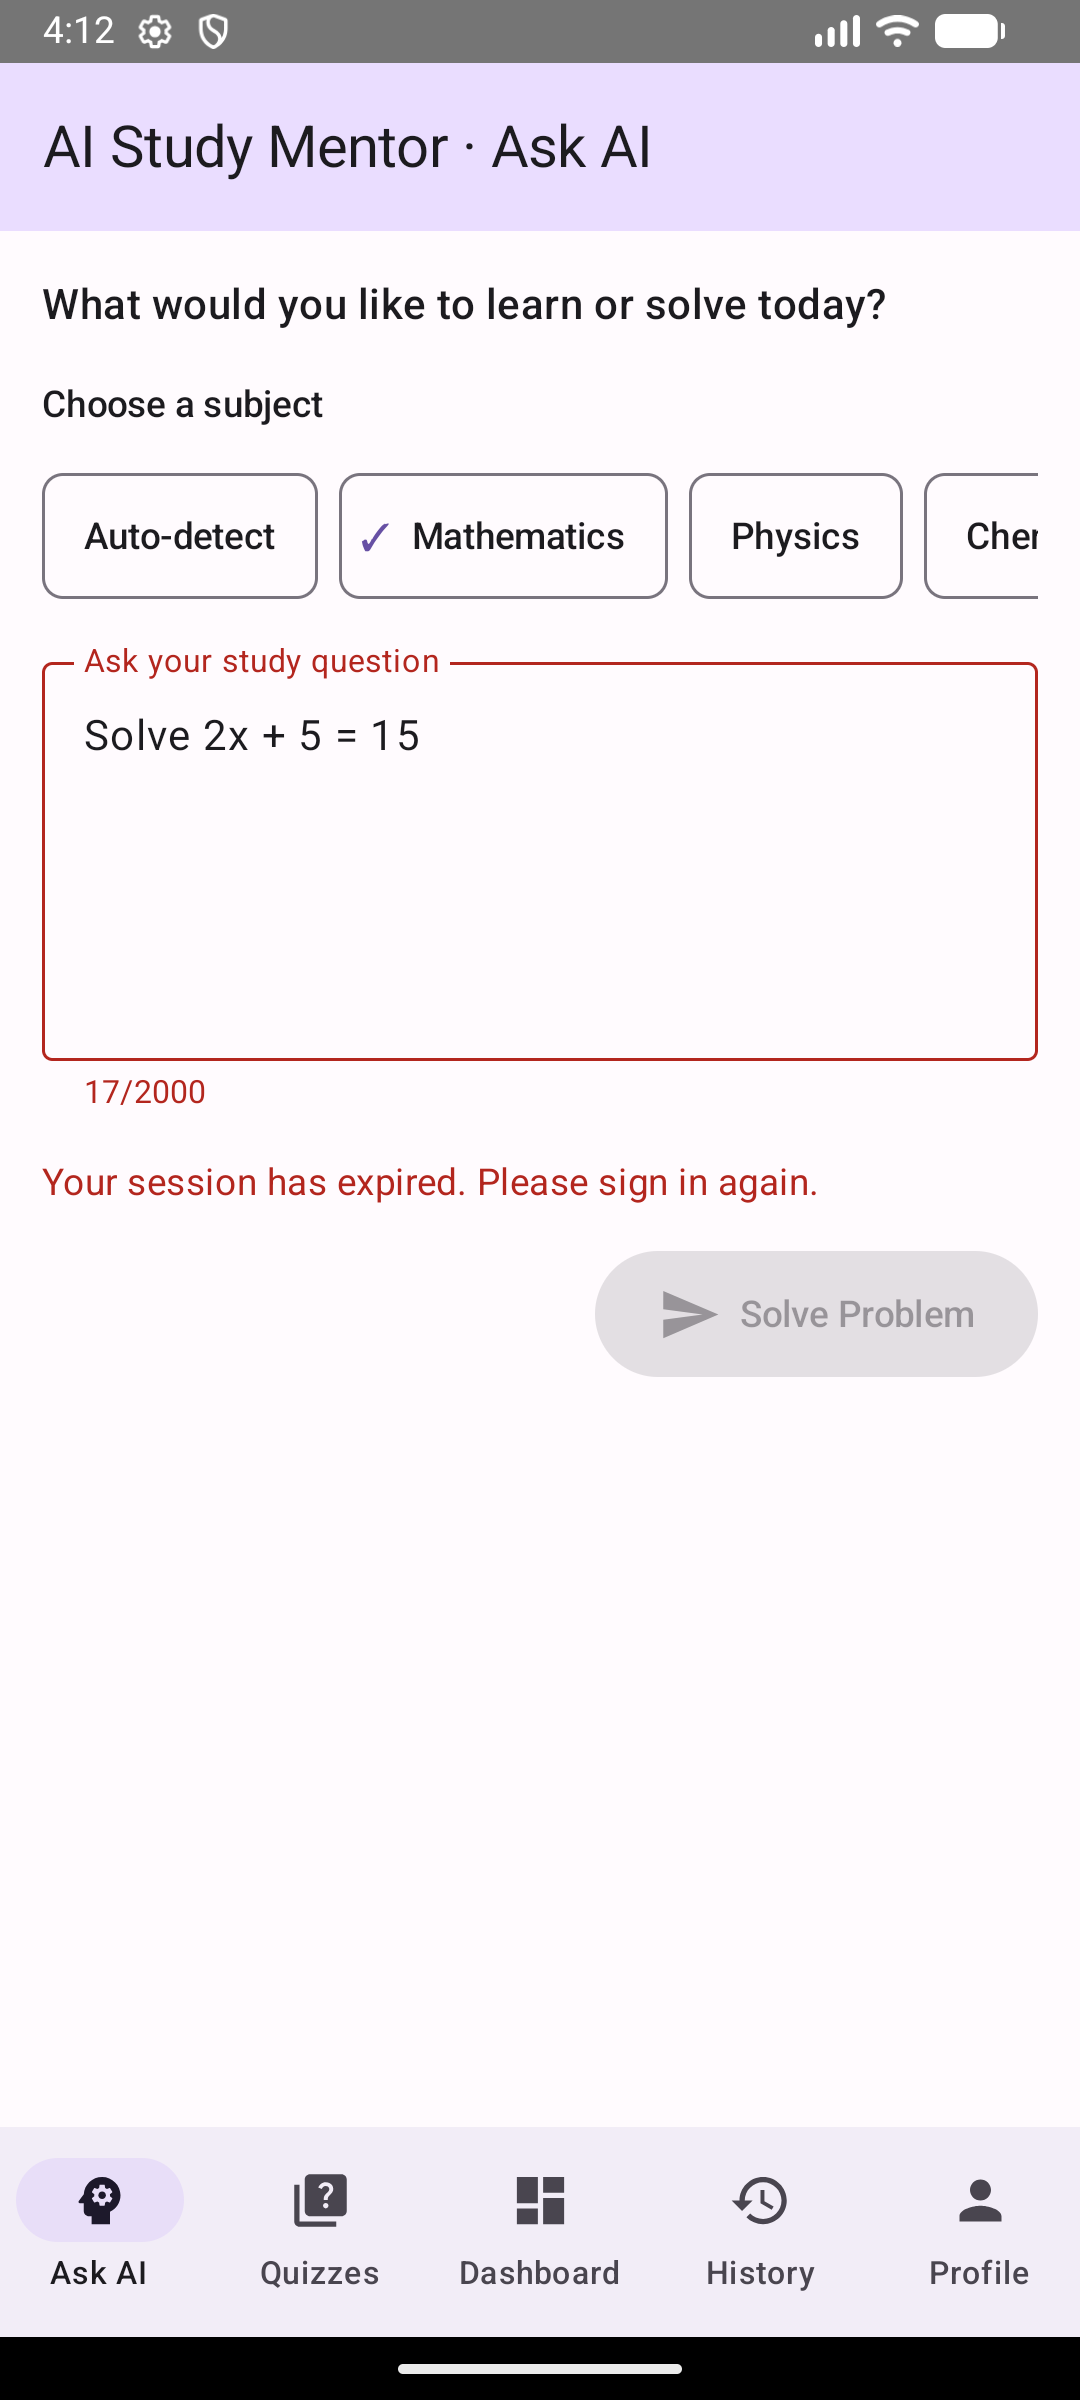 4:12
AI Study Mentor · Ask AI
What would you like to learn or solve today?
Choose a subject
Auto-detect ✓ Mathematics Physics Cher
Ask your study question
Solve 2x + 5 = 15
17/2000
Your session has expired. Please sign in again.
Solve Problem
Ask AI Quizzes Dashboard History Profile